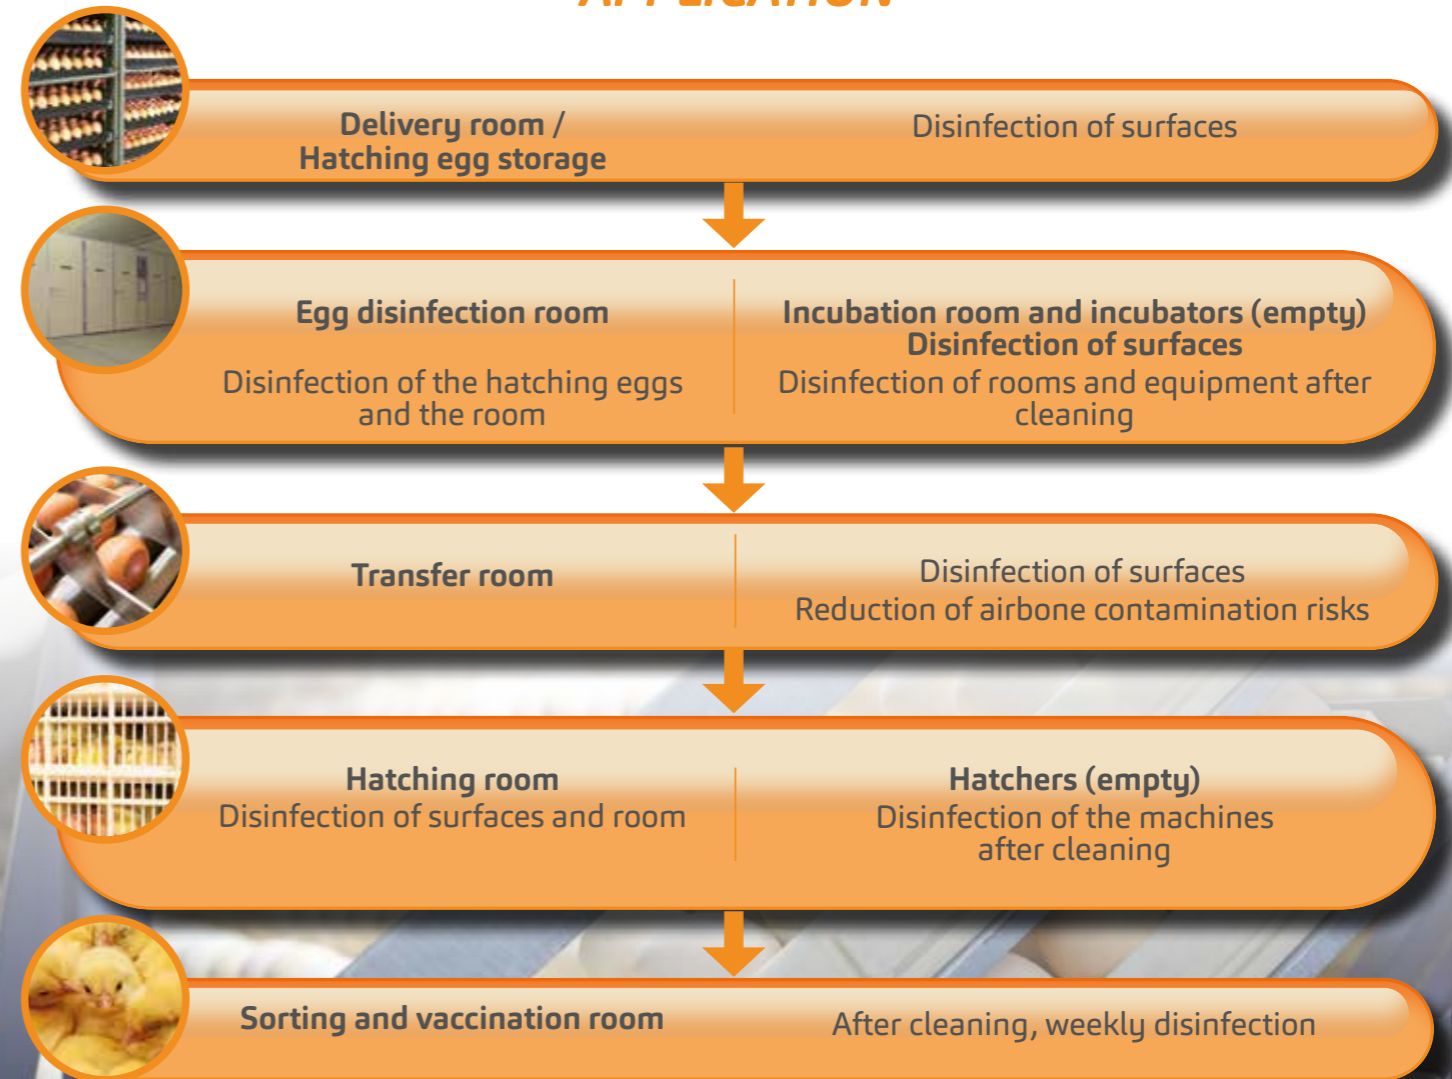 APPLICATION
Delivery room /
Hatching egg storage
Disinfection of surfaces
Egg disinfection room
Disinfection of the hatching eggs
and the room
Incubation room and incubators (empty)
Disinfection of surfaces
Disinfection of rooms and equipment after
cleaning
Transfer room
Disinfection of surfaces
Reduction of airbone contamination risks
Hatching room
Disinfection of surfaces and room
Hatchers (empty)
Disinfection of the machines
after cleaning
Sorting and vaccination room
After cleaning, weekly disinfection